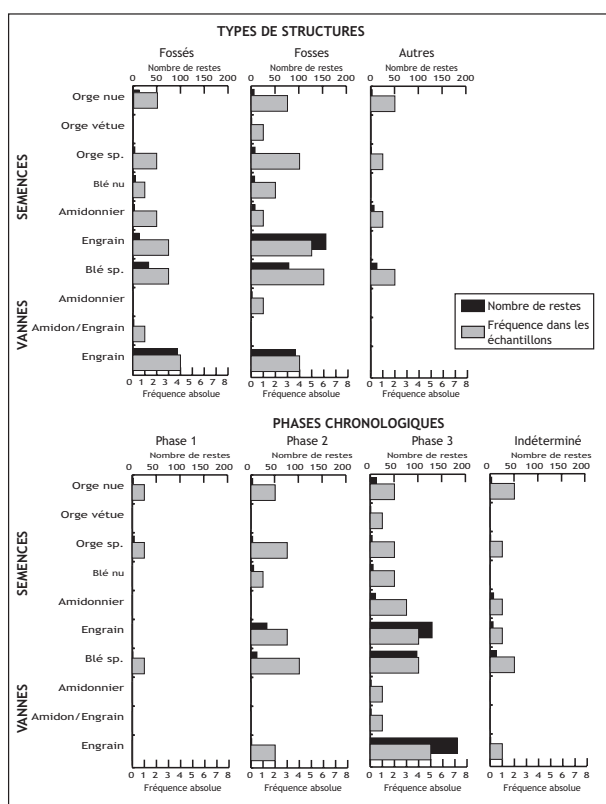 TYPES DE STRUCTURES
Fossés Fosses Autres
Nombre de restes Nombre de restes Nombre de restes
0 50 100 150 200 0 50 100 150 200 0 50 100 150 200
SEMENCES
Orge nue
Orge vétue
Orge sp.
Blé nu
Amidonnier
Engrain
Blé sp.
VANNES
Amidonnier
Amidon/Engrain
Engrain
Nombre de restes
Fréquence dans les
échantillons
0 1 2 3 4 5 6 7 8 0 1 2 3 4 5 6 7 8 0 1 2 3 4 5 6 7 8
Fréquence absolue Fréquence absolue Fréquence absolue
PHASES CHRONOLOGIQUES
Phase 1 Phase 2 Phase 3 Indéterminé
Nombre de restes Nombre de restes Nombre de restes Nombre de restes
0 50 100 150 200 0 50 100 150 200 0 50 100 150 200 0 50 100 150 200
SEMENCES
Orge nue
Orge vétue
Orge sp.
Blé nu
Amidonnier
Engrain
Blé sp.
VANNES
Amidonnier
Amidon/Engrain
Engrain
0 1 2 3 4 5 6 7 8 0 1 2 3 4 5 6 7 8 0 1 2 3 4 5 6 7 8 0 1 2 3 4 5 6 7 8
Fréquence absolue Fréquence absolue Fréquence absolue Fréquence absolue